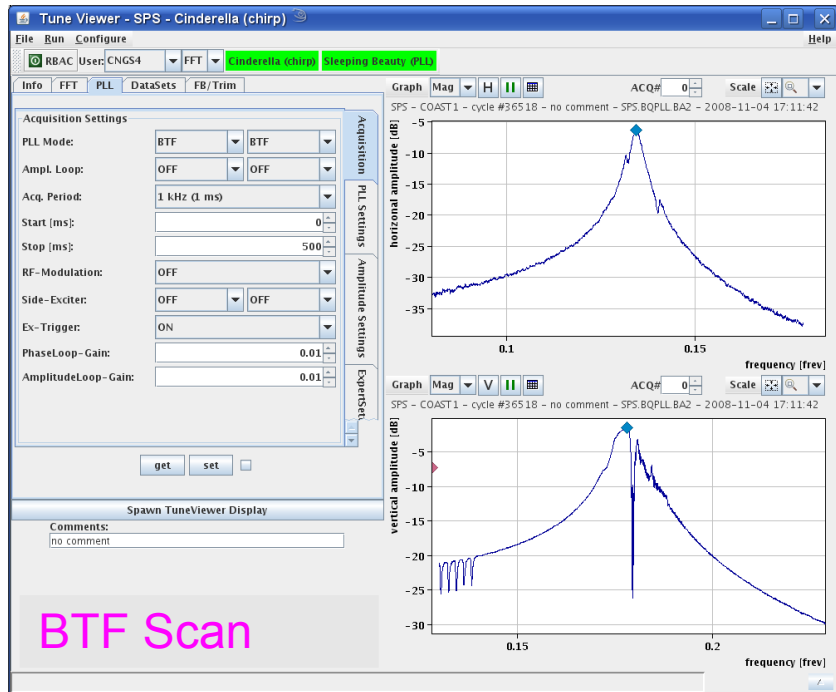 Tune Viewer - SPS - Cinderella (chirp)
File Run Configure Help
RBAC User: CNGS4 FFT Cinderella (chirp) Sleeping Beauty (PLL)
Info FFT PLL DataSets FB/Trim
Acquisition Settings
PLL Mode: BTF BTF
Ampl. Loop: OFF OFF
Acq. Period: 1 kHz (1 ms)
Start [ms]: 0
Stop [ms]: 500
RF-Modulation: OFF
Side-Exciter: OFF OFF
Ex-Trigger: ON
PhaseLoop-Gain: 0.01
AmplitudeLoop-Gain: 0.01
Acquisition
PLL Settings
Amplitude Settings
ExpertSet
get set
Spawn TuneViewer Display
Comments:
no comment
BTF Scan
Graph Mag H ACQ# 0 Scale
SPS - COAST1 - cycle #36518 - no comment - SPS.BQPLL.BA2 - 2008-11-04 17:11:42
horizonal amplitude [dB]
-5
-10
-15
-20
-25
-30
-35
0.1 0.15
frequency [frev]
Graph Mag V ACQ# 0 Scale
SPS - COAST1 - cycle #36518 - no comment - SPS.BQPLL.BA2 - 2008-11-04 17:11:42
vertical amplitude [dB]
-5
-10
-15
-20
-25
-30
0.15 0.2
frequency [frev]